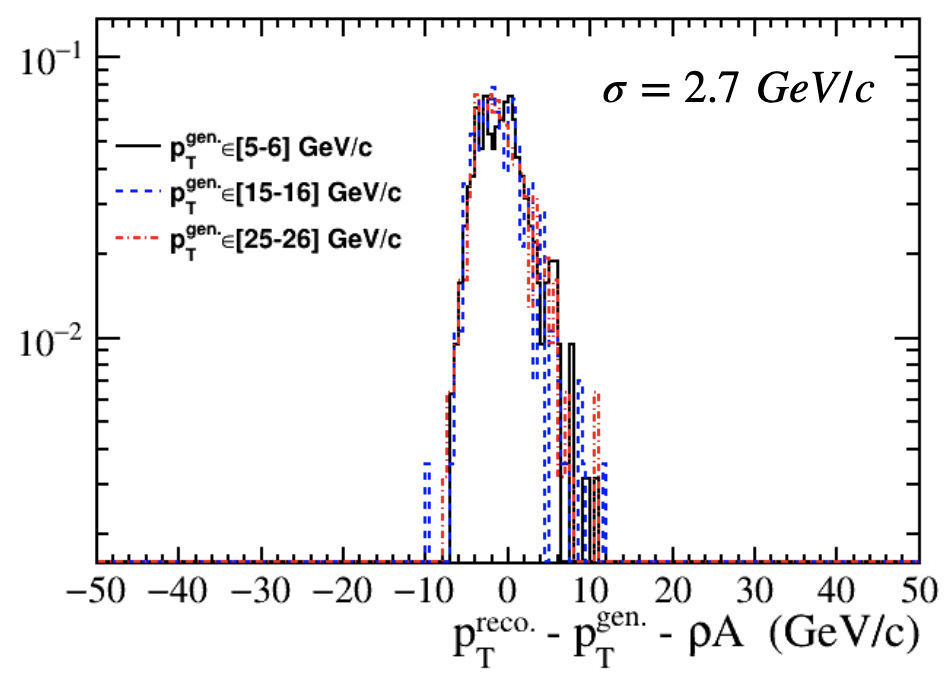 10⁻¹
σ = 2.7 GeV/c
p_T^gen.∈[5-6] GeV/c
p_T^gen.∈[15-16] GeV/c
p_T^gen.∈[25-26] GeV/c
10⁻²
−50 −40 −30 −20 −10 0 10 20 30 40 50
p_T^reco. - p_T^gen. - ρA (GeV/c)